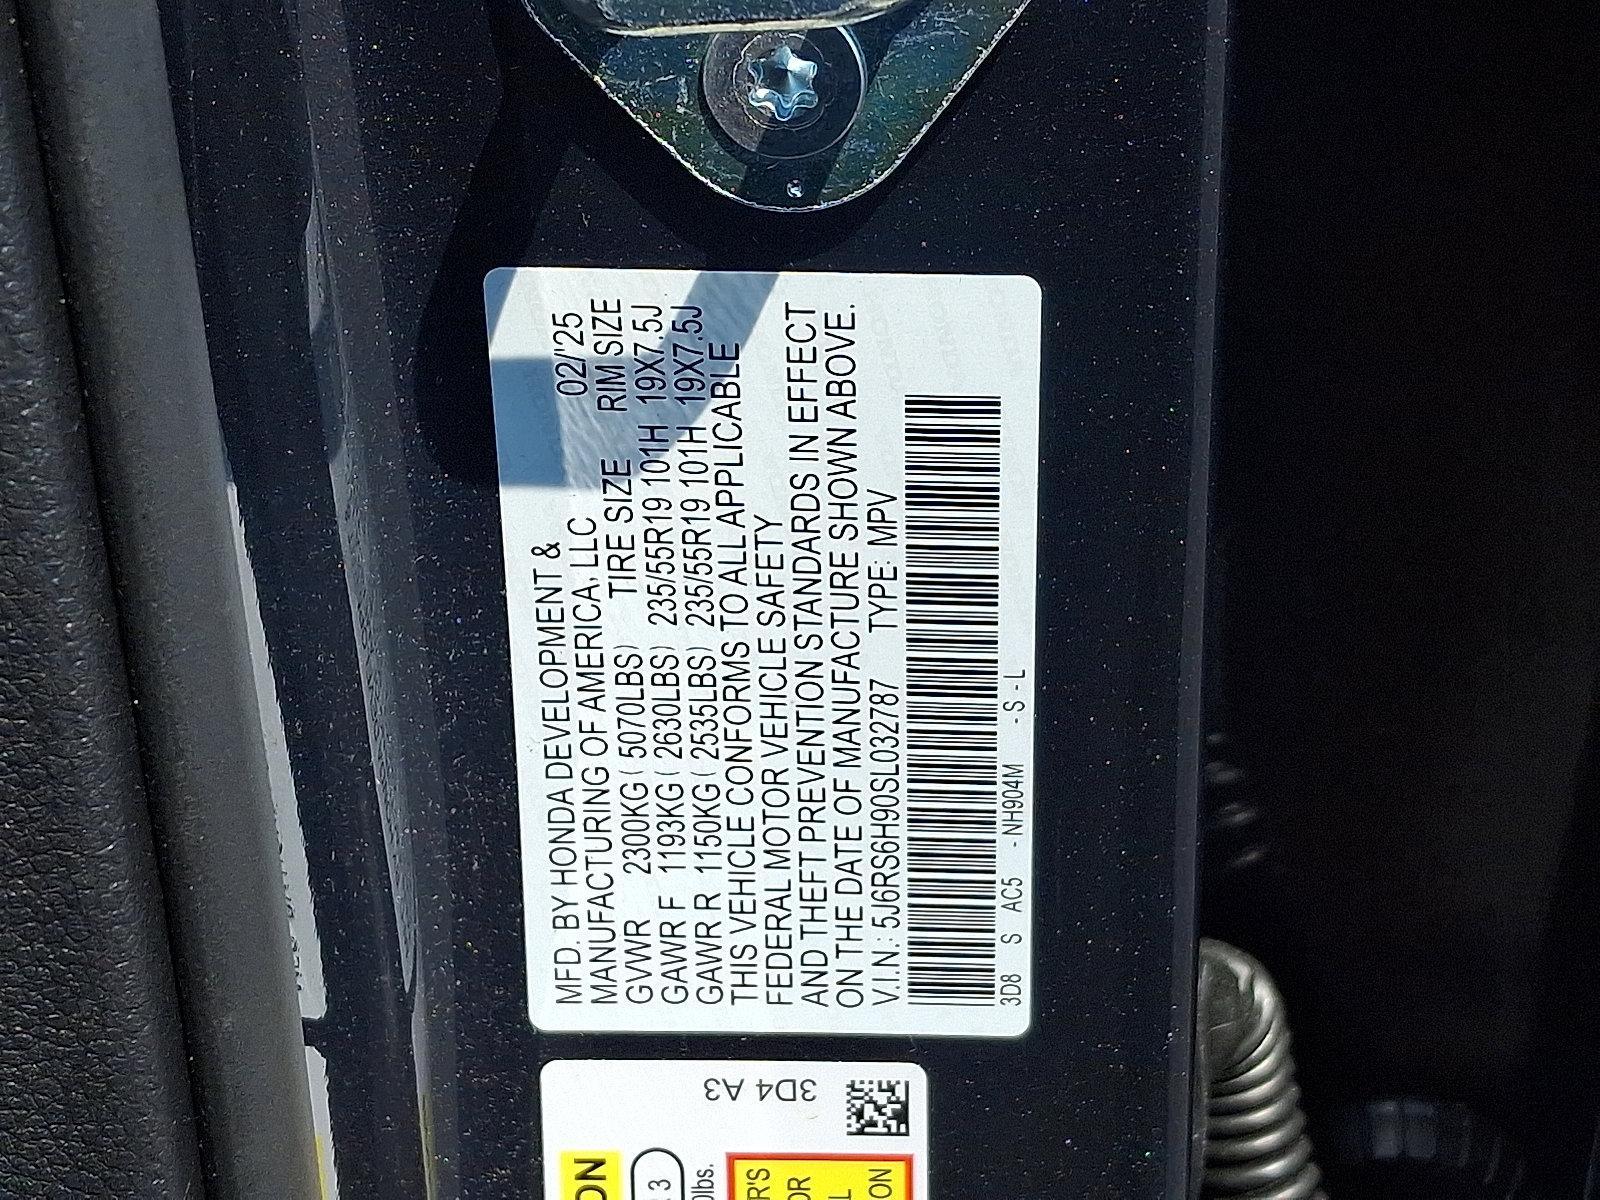 MFD. BY HONDA DEVELOPMENT &
MANUFACTURING OF AMERICA, LLC 02/'25
GVWR 2300KG ( 5070LBS) TIRE SIZE RIM SIZE
GAWR F 1193KG ( 2630LBS) 235/55R19 101H 19X7.5J
GAWR R 1150KG ( 2535LBS) 235/55R19 101H 19X7.5J
THIS VEHICLE CONFORMS TO ALL APPLICABLE
FEDERAL MOTOR VEHICLE SAFETY
AND THEFT PREVENTION STANDARDS IN EFFECT
ON THE DATE OF MANUFACTURE SHOWN ABOVE.
V.I.N.: 5J6RS6H90SL032787 TYPE: MPV
3D8 S AC5 - NH904M - S - L
3D4 A3